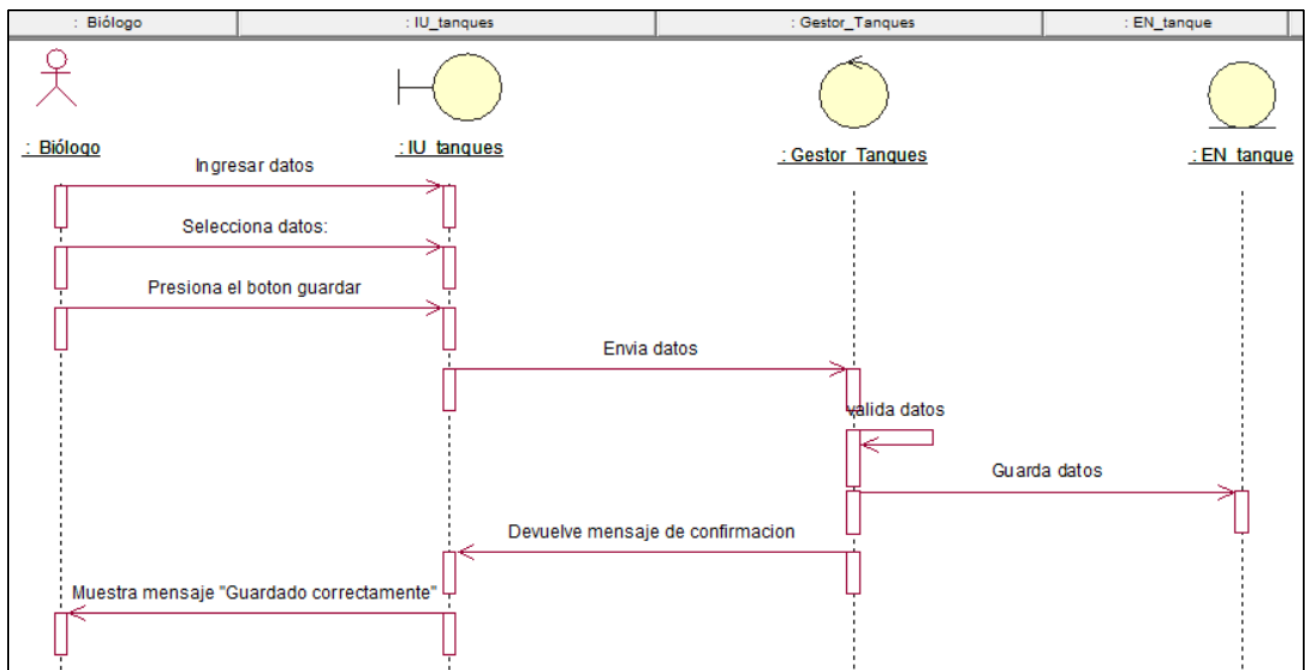 : Biólogo
: IU_tanques
: Gestor_Tanques
: EN_tanque
: Biólogo
: IU_tanques
: Gestor_Tanques
: EN_tanque
Ingresar datos
Selecciona datos:
Presiona el boton guardar
Envia datos
valida datos
Guarda datos
Devuelve mensaje de confirmacion
Muestra mensaje "Guardado correctamente"